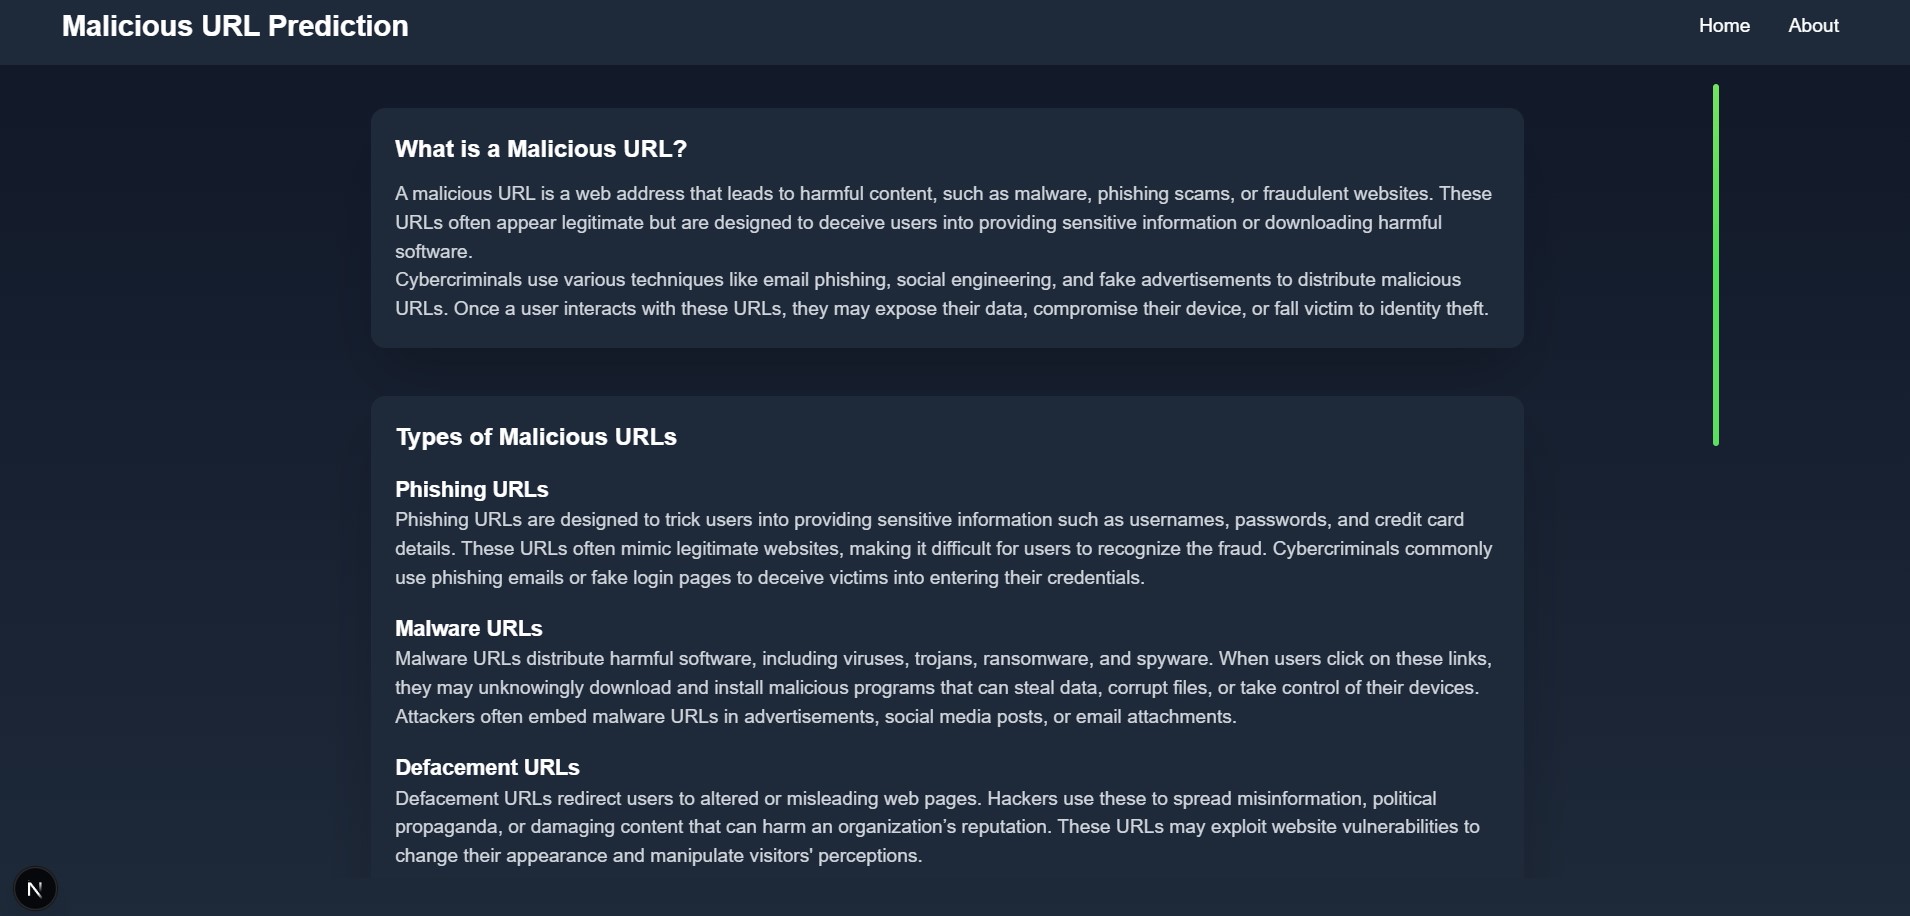 Malicious URL Prediction
Home
About
What is a Malicious URL?
A malicious URL is a web address that leads to harmful content, such as malware, phishing scams, or fraudulent websites. These
URLs often appear legitimate but are designed to deceive users into providing sensitive information or downloading harmful
software.
Cybercriminals use various techniques like email phishing, social engineering, and fake advertisements to distribute malicious
URLs. Once a user interacts with these URLs, they may expose their data, compromise their device, or fall victim to identity theft.
Types of Malicious URLs
Phishing URLs
Phishing URLs are designed to trick users into providing sensitive information such as usernames, passwords, and credit card
details. These URLs often mimic legitimate websites, making it difficult for users to recognize the fraud. Cybercriminals commonly
use phishing emails or fake login pages to deceive victims into entering their credentials.
Malware URLs
Malware URLs distribute harmful software, including viruses, trojans, ransomware, and spyware. When users click on these links,
they may unknowingly download and install malicious programs that can steal data, corrupt files, or take control of their devices.
Attackers often embed malware URLs in advertisements, social media posts, or email attachments.
Defacement URLs
Defacement URLs redirect users to altered or misleading web pages. Hackers use these to spread misinformation, political
propaganda, or damaging content that can harm an organization’s reputation. These URLs may exploit website vulnerabilities to
change their appearance and manipulate visitors' perceptions.
N